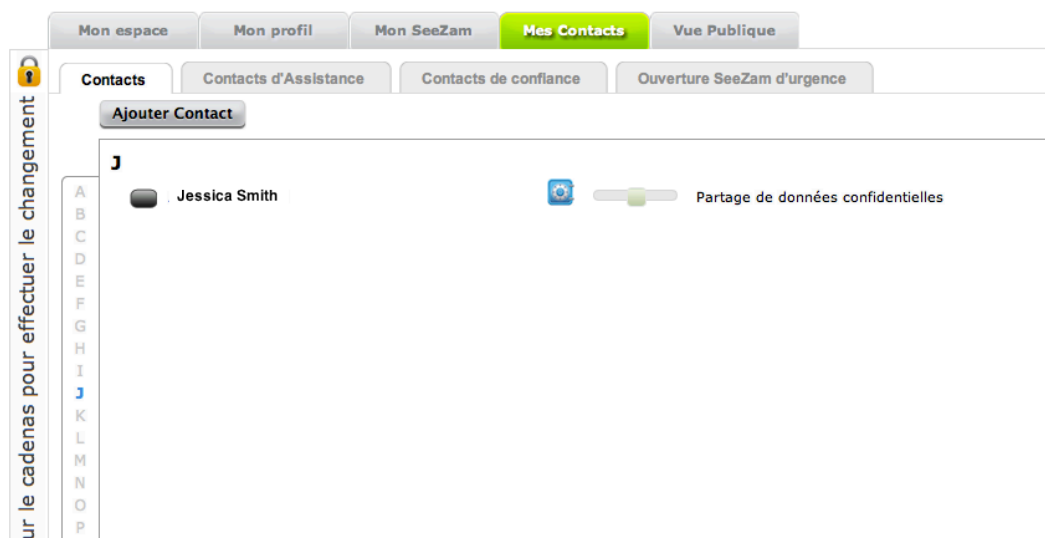 Mon espace
Mon profil
Mon SeeZam
Mes Contacts
Vue Publique
Contacts
Contacts d'Assistance
Contacts de confiance
Ouverture SeeZam d'urgence
Ajouter Contact
J
Jessica Smith
Partage de données confidentielles
A
B
C
D
E
F
G
H
I
J
K
L
M
N
O
P
le cadenas pour effectuer le changement